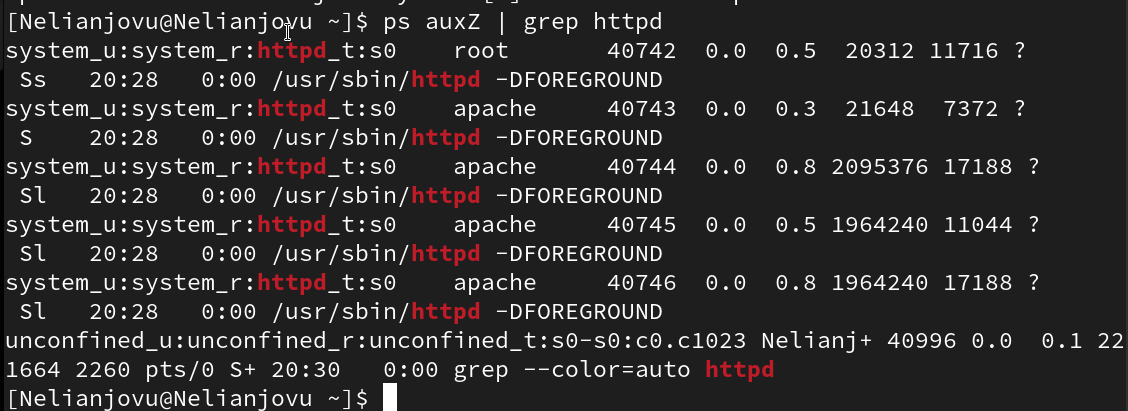 [Nelianjovu@Nelianjovu ~]$ ps auxZ | grep httpd
system_u:system_r:httpd_t:s0    root       40742  0.0  0.5  20312 11716 ?
 Ss   20:28   0:00 /usr/sbin/httpd -DFOREGROUND
system_u:system_r:httpd_t:s0    apache     40743  0.0  0.3  21648  7372 ?
 S    20:28   0:00 /usr/sbin/httpd -DFOREGROUND
system_u:system_r:httpd_t:s0    apache     40744  0.0  0.8 2095376 17188 ?
 Sl   20:28   0:00 /usr/sbin/httpd -DFOREGROUND
system_u:system_r:httpd_t:s0    apache     40745  0.0  0.5 1964240 11044 ?
 Sl   20:28   0:00 /usr/sbin/httpd -DFOREGROUND
system_u:system_r:httpd_t:s0    apache     40746  0.0  0.8 1964240 17188 ?
 Sl   20:28   0:00 /usr/sbin/httpd -DFOREGROUND
unconfined_u:unconfined_r:unconfined_t:s0-s0:c0.c1023 Nelianj+ 40996 0.0  0.1 22
1664 2260 pts/0 S+ 20:30   0:00 grep --color=auto httpd
[Nelianjovu@Nelianjovu ~]$